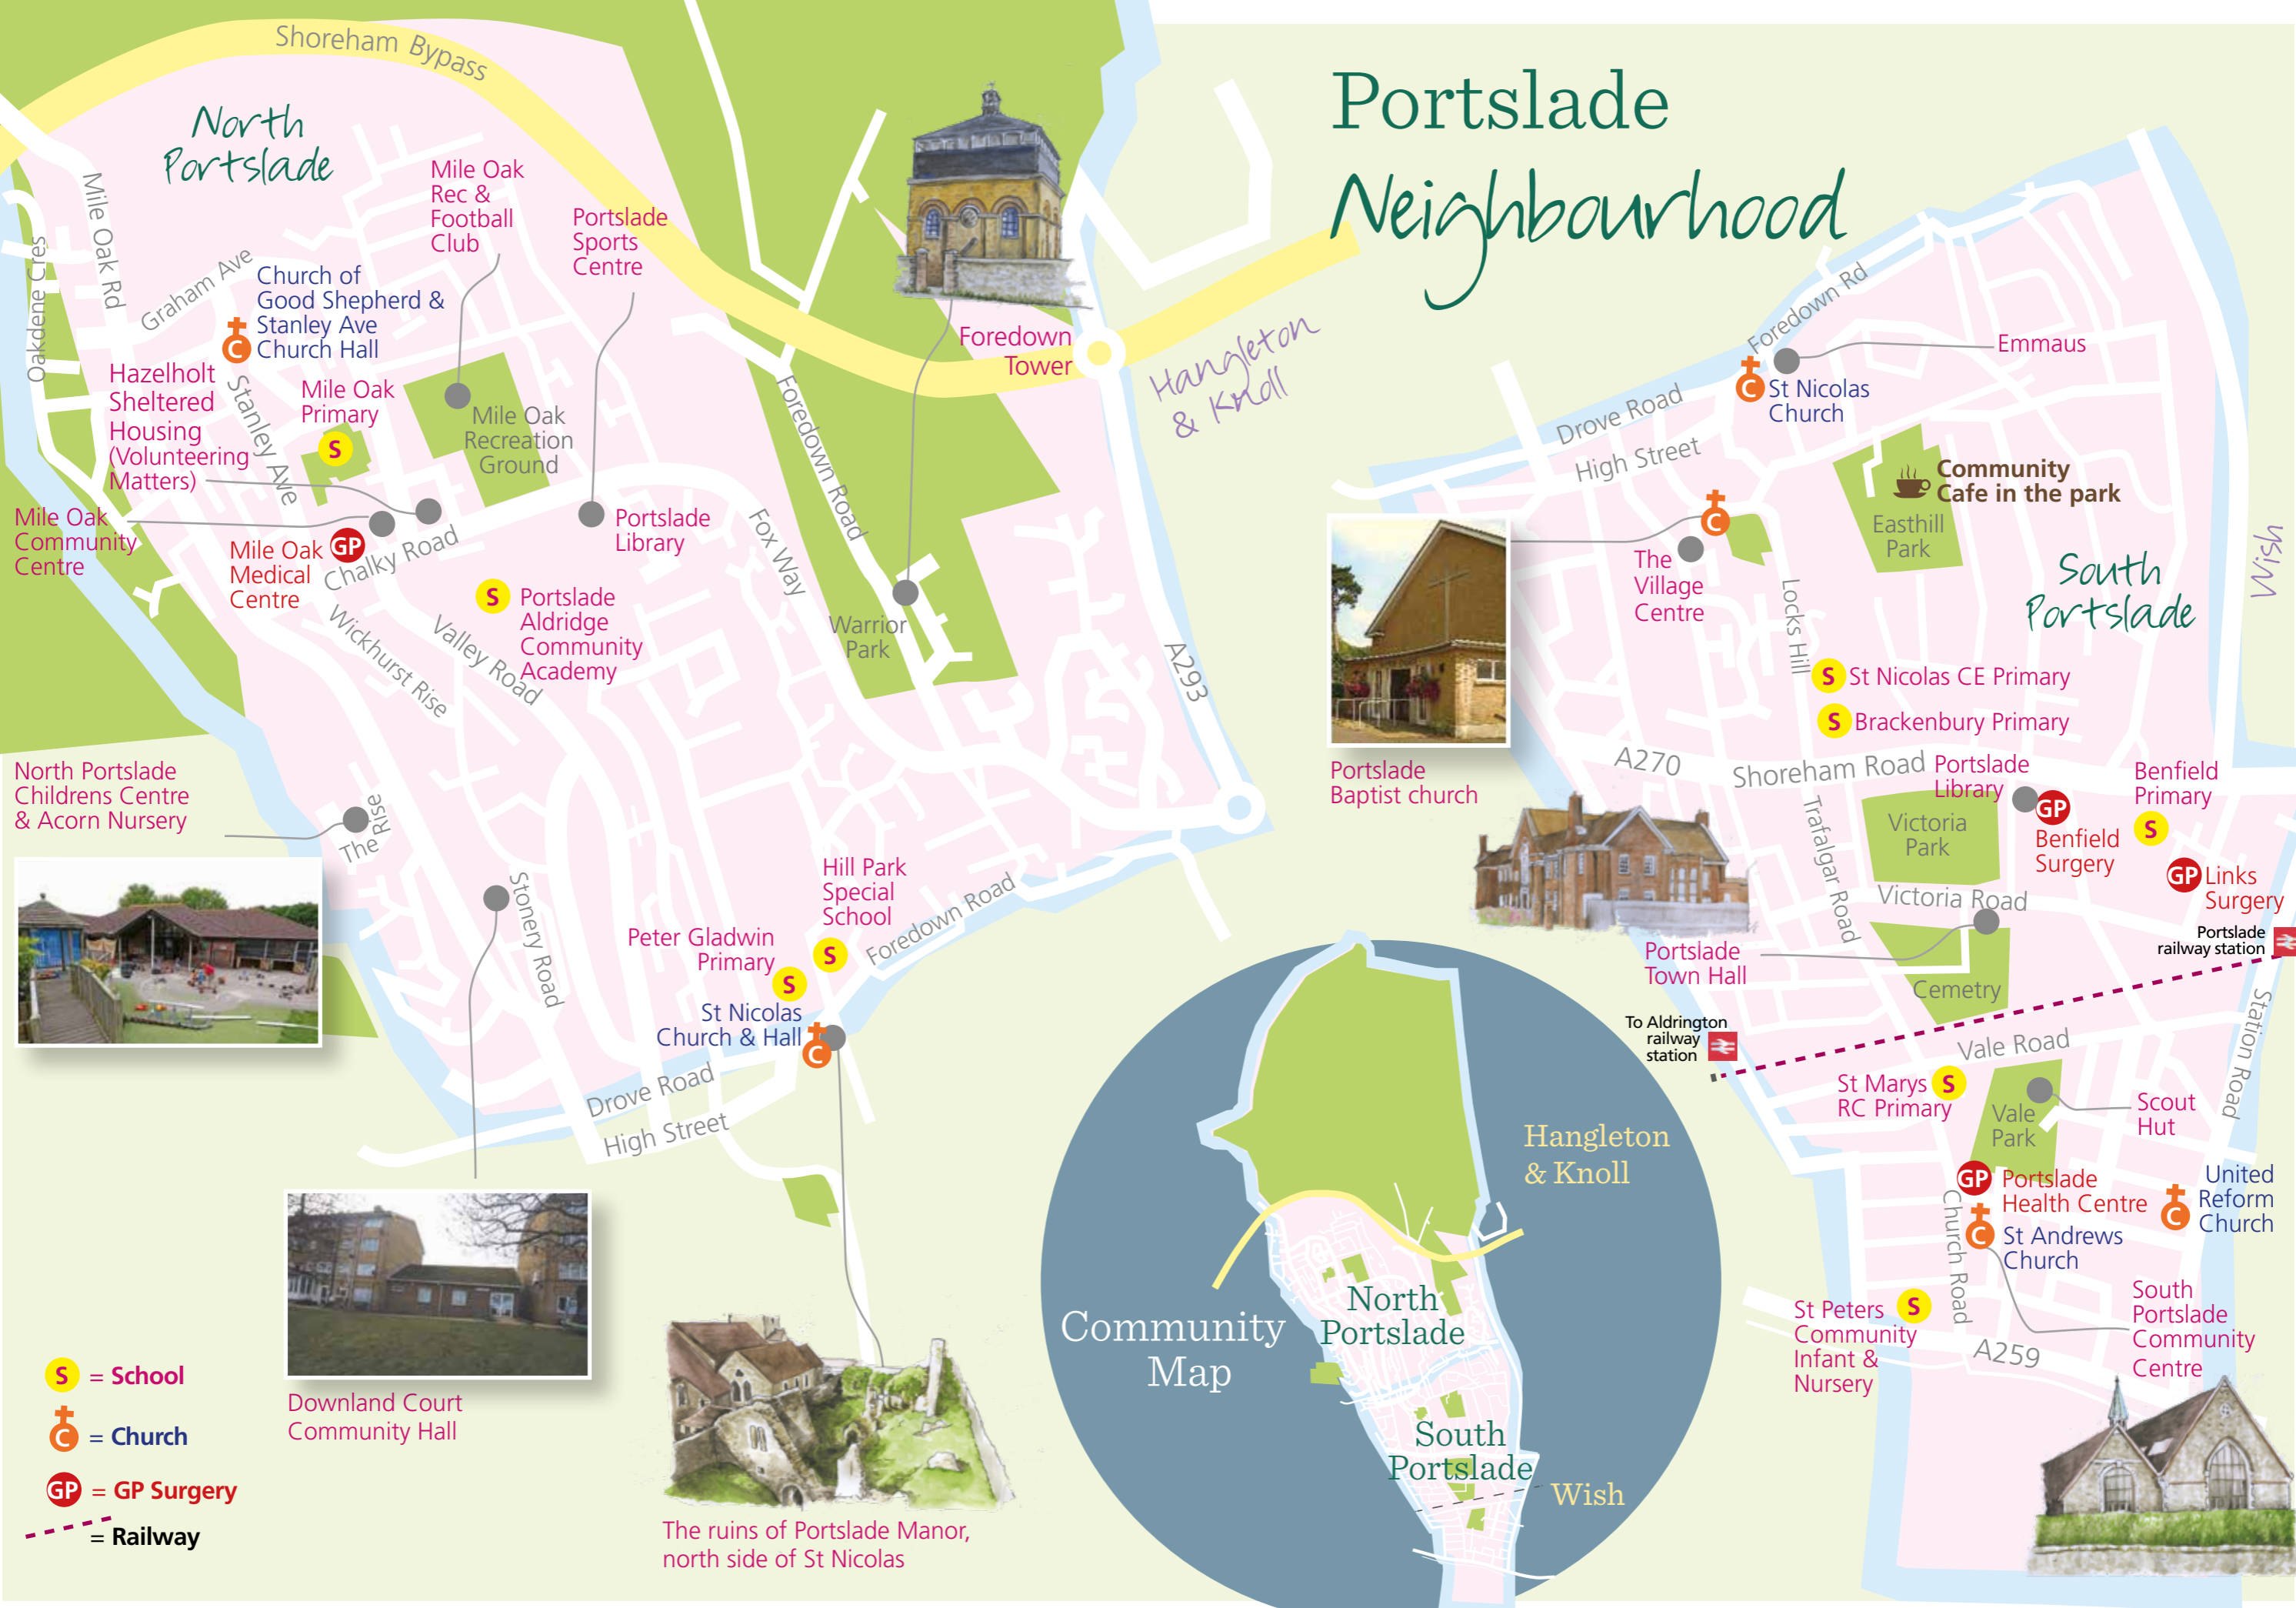 Portslade
Neighbourhood
Shoreham Bypass
North
Portslade
Mile Oak Rd
Oakdene Cres
Graham Ave
Mile Oak
Rec &
Football
Club
Portslade
Sports
Centre
Church of
Good Shepherd &
Stanley Ave
Church Hall
C
Hazelholt
Sheltered
Housing
(Volunteering
Matters)
Stanley Ave
Mile Oak
Primary
S
Mile Oak
Recreation
Ground
Foredown
Tower
Hangleton
& Knoll
Foredown Road
Mile Oak
Community
Centre
Mile Oak
Medical
Centre
GP
Chalky Road
Portslade
Library
Fox Way
S
Portslade
Aldridge
Community
Academy
Wickhurst Rise
Valley Road
Warrior
Park
A293
North Portslade
Childrens Centre
& Acorn Nursery
The Rise
Stonery Road
Hill Park
Special
School
S
Peter Gladwin
Primary
S
Foredown Road
St Nicolas
Church & Hall
C
Drove Road
High Street
Downland Court
Community Hall
The ruins of Portslade Manor,
north side of St Nicolas
S = School
C = Church
GP = GP Surgery
= Railway
Community
Map
Hangleton
& Knoll
North
Portslade
South
Portslade
Wish
Foredown Rd
Emmaus
C
St Nicolas
Church
Drove Road
High Street
Community
Cafe in the park
Easthill
Park
C
The
Village
Centre
Locks Hill
South
Portslade
Wish
S St Nicolas CE Primary
S Brackenbury Primary
Portslade
Baptist church
A270
Shoreham Road
Portslade
Library
GP
Benfield
Surgery
Benfield
Primary
S
Victoria
Park
Trafalgar Road
GP Links
Surgery
Victoria Road
Portslade
railway station
Portslade
Town Hall
Cemetry
To Aldrington
railway
station
Station Road
Vale Road
St Marys
RC Primary
S
Vale
Park
Scout
Hut
GP Portslade
Health Centre
United
Reform
Church
C
C
St Andrews
Church
Church Road
St Peters
Community
Infant &
Nursery
S
South
Portslade
Community
Centre
A259